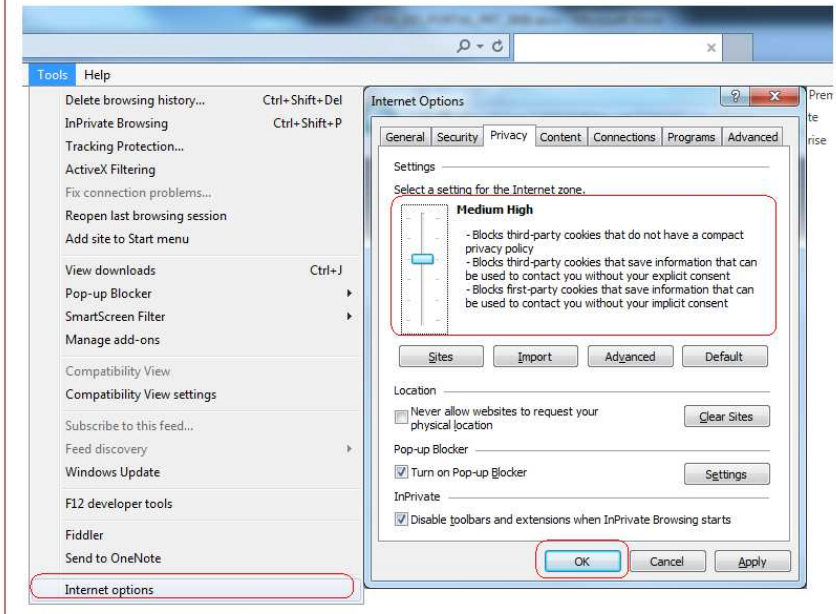 Tools Help
Delete browsing history... Ctrl+Shift+Del
InPrivate Browsing Ctrl+Shift+P
Tracking Protection...
ActiveX Filtering
Fix connection problems...
Reopen last browsing session
Add site to Start menu
View downloads Ctrl+J
Pop-up Blocker
SmartScreen Filter
Manage add-ons
Compatibility View
Compatibility View settings
Subscribe to this feed...
Feed discovery
Windows Update
F12 developer tools
Fiddler
Send to OneNote
Internet options
Internet Options
General Security Privacy Content Connections Programs Advanced
Settings
Select a setting for the Internet zone.
Medium High
- Blocks third-party cookies that do not have a compact
privacy policy
- Blocks third-party cookies that save information that can
be used to contact you without your explicit consent
- Blocks first-party cookies that save information that can
be used to contact you without your implicit consent
Sites Import Advanced Default
Location
Never allow websites to request your
physical location
Clear Sites
Pop-up Blocker
Turn on Pop-up Blocker Settings
InPrivate
Disable toolbars and extensions when InPrivate Browsing starts
OK Cancel Apply
Prem
te
rise